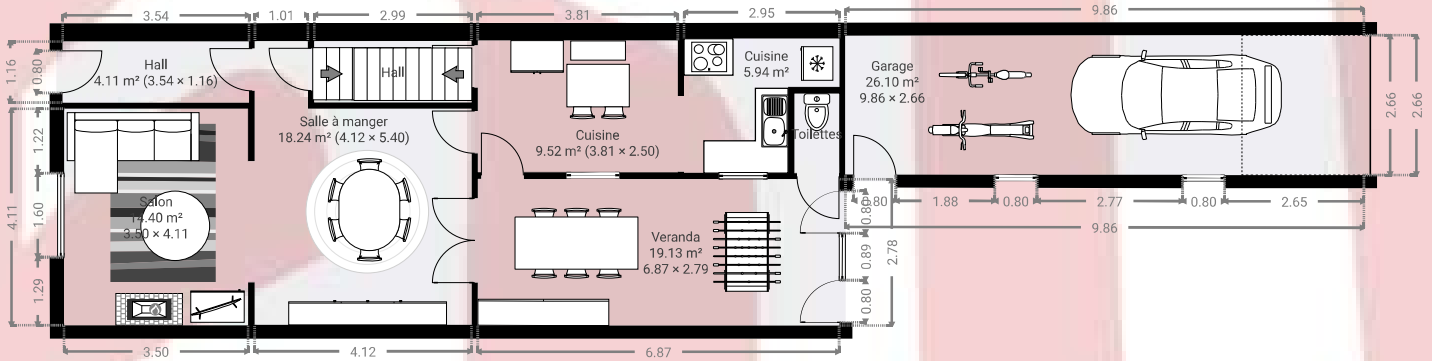 3.54
1.01
2.99
3.81
2.95
9.86
1.16
0.80
Hall
4.11 m² (3.54 × 1.16)
Hall
Cuisine
5.94 m²
Garage
26.10 m²
9.86 × 2.66
2.66
2.66
1.22
Salle à manger
18.24 m² (4.12 × 5.40)
Cuisine
9.52 m² (3.81 × 2.50)
Toilettes
4.11
1.60
Salon
14.40 m²
3.50 × 4.11
Veranda
19.13 m²
6.87 × 2.79
0.80
0.80
1.88
0.80
2.77
0.80
2.65
9.86
0.89
2.78
1.29
0.80
3.50
4.12
6.87